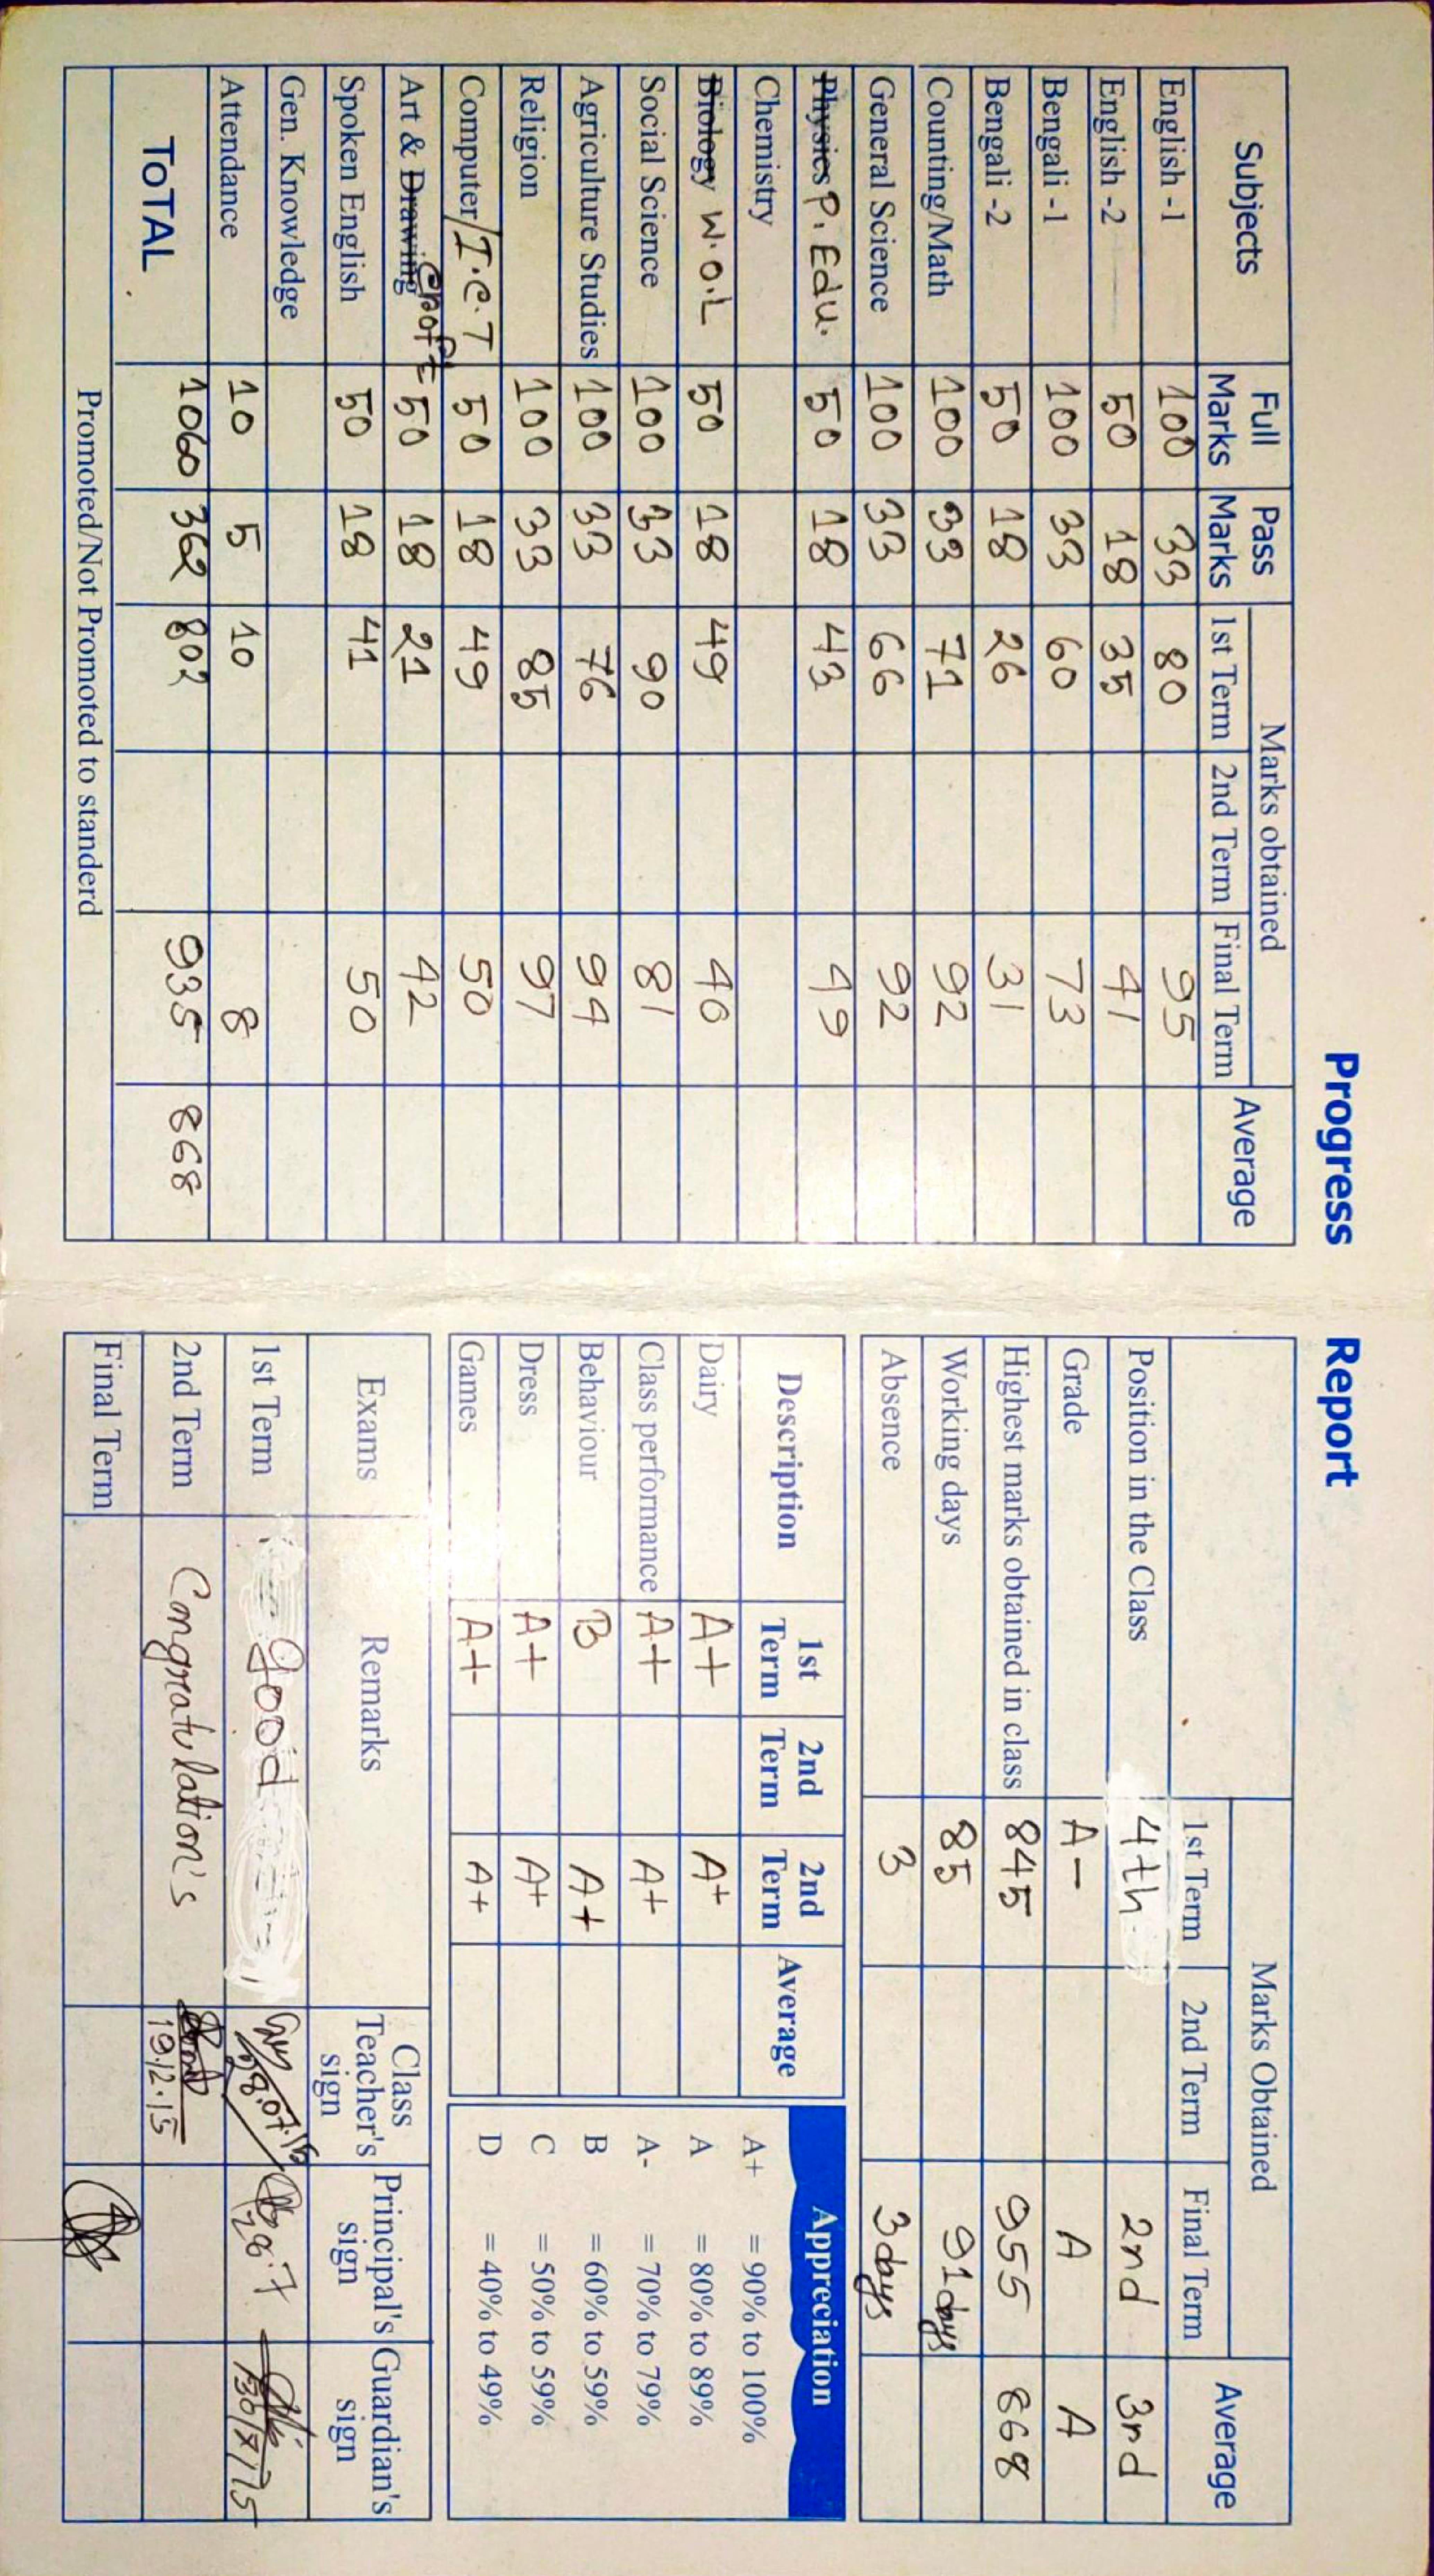 Progress Report
Subjects Full Marks Pass Marks Marks obtained Average
1st Term 2nd Term Final Term
English -1 100 33 80 95
English -2 50 18 35 41
Bengali -1 100 33 60 73
Bengali -2 50 18 26 31
Counting/Math 100 33 71 92
General Science 100 33 66 92
Physics P. Edu. 50 18 43 49
Chemistry
Biology W.O.L 50 18 49 40
Social Science 100 33 90 81
Agriculture Studies 100 33 76 94
Religion 100 33 85 97
Computer/I.C.T 50 18 49 50
Art & Drawing craft 50 18 21 42
Spoken English 50 18 41 50
Gen. Knowledge
Attendance 10 5 10 8
ToTAL 1060 362 802 935 868
Promoted/Not Promoted to standerd
Marks Obtained Average
1st Term 2nd Term Final Term
Position in the Class 4th 2nd 3rd
Grade A- A A
Highest marks obtained in class 845 955 868
Working days 85 91 days
Absence 3 3 days
Description 1st Term 2nd Term 2nd Term Average
Dairy A+ A+
Class performance A+ A+
Behaviour B A+
Dress A+ A+
Games A+ A+
Appreciation
A+ = 90% to 100%
A = 80% to 89%
A- = 70% to 79%
B = 60% to 59%
C = 50% to 59%
D = 40% to 49%
Exams Remarks Class Teacher's sign Principal's sign Guardian's sign
1st Term Good 28.07.15 28.7 30/7/15
2nd Term Congratulation's 19.12.15
Final Term